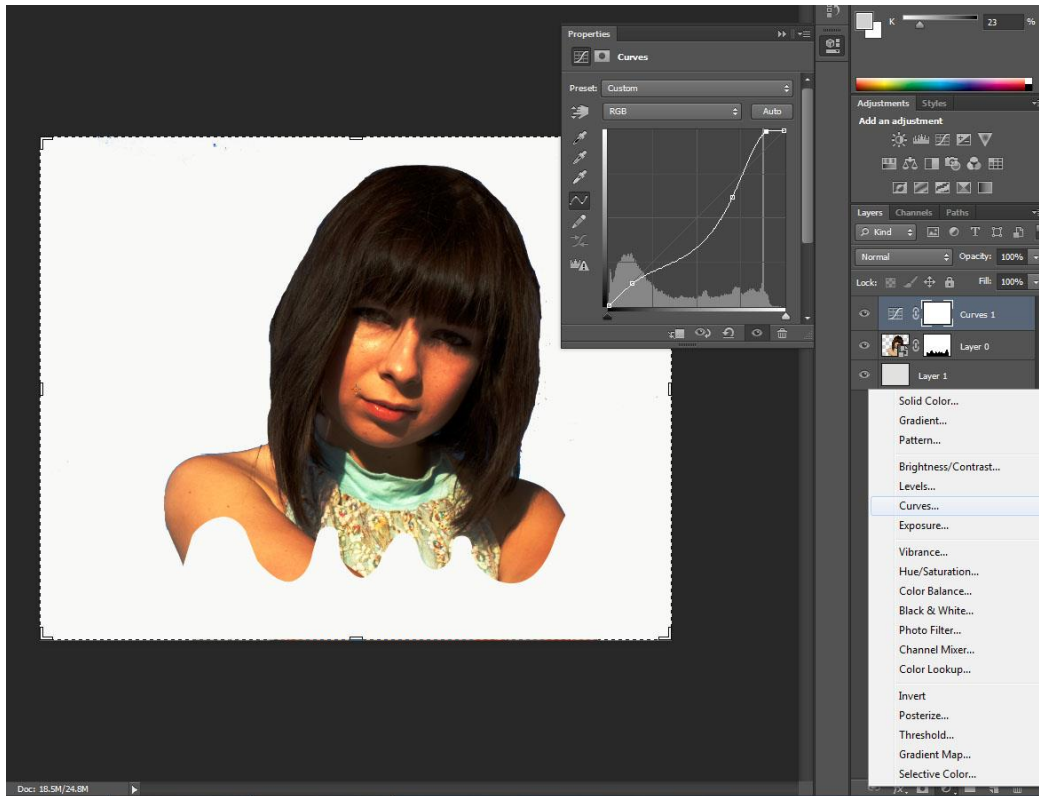 K 23 %
Properties
Curves
Preset: Custom
RGB Auto
Adjustments Styles
Add an adjustment
Layers Channels Paths
Kind
Normal Opacity: 100%
Lock: Fill: 100%
Curves 1
Layer 0
Layer 1
Solid Color...
Gradient...
Pattern...
Brightness/Contrast...
Levels...
Curves...
Exposure...
Vibrance...
Hue/Saturation...
Color Balance...
Black & White...
Photo Filter...
Channel Mixer...
Color Lookup...
Invert
Posterize...
Threshold...
Gradient Map...
Selective Color...
Doc: 18.5M/24.8M
fx